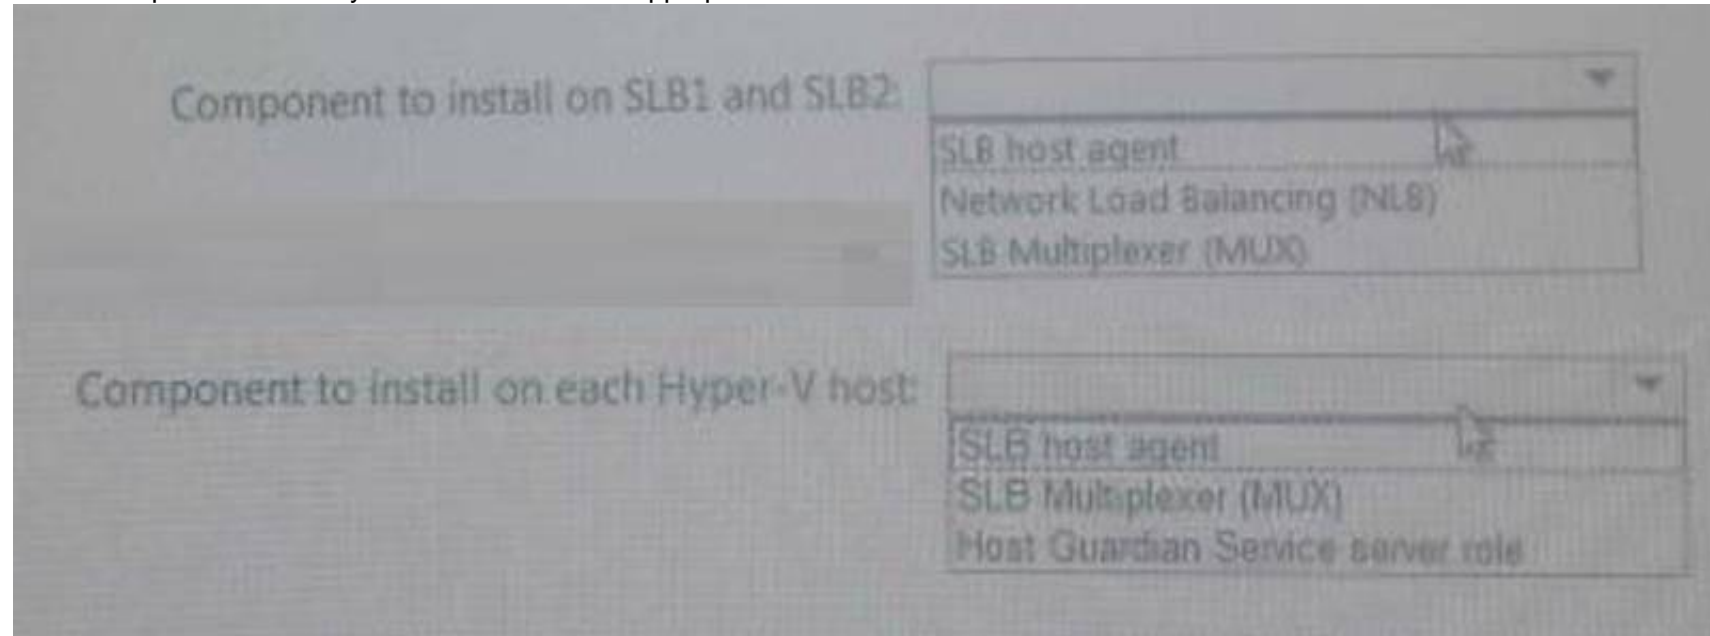 Component to install on SLB1 and SLB2:
SLB host agent
Network Load Balancing (NLB)
SLB Multiplexer (MUX)
Component to install on each Hyper-V host:
SLB host agent
SLB Multiplexer (MUX)
Host Guardian Service server role